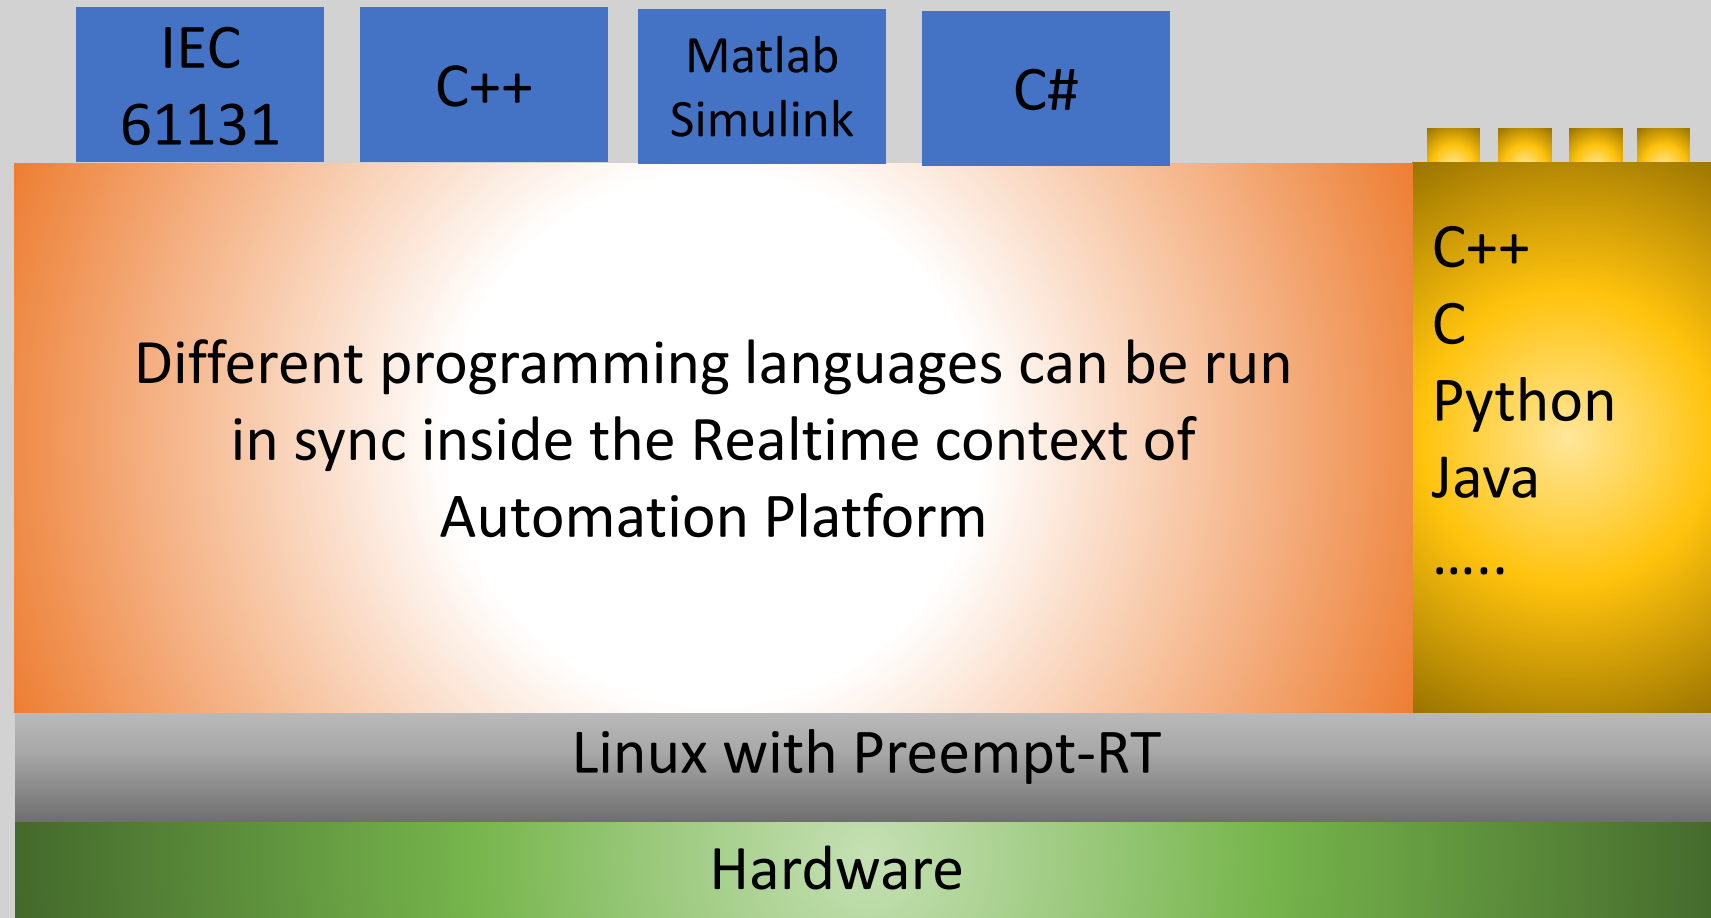 IEC
61131
C++
Matlab
Simulink
C#
Different programming languages can be run
in sync inside the Realtime context of
Automation Platform
C++
C
Python
Java
.....
Linux with Preempt-RT
Hardware